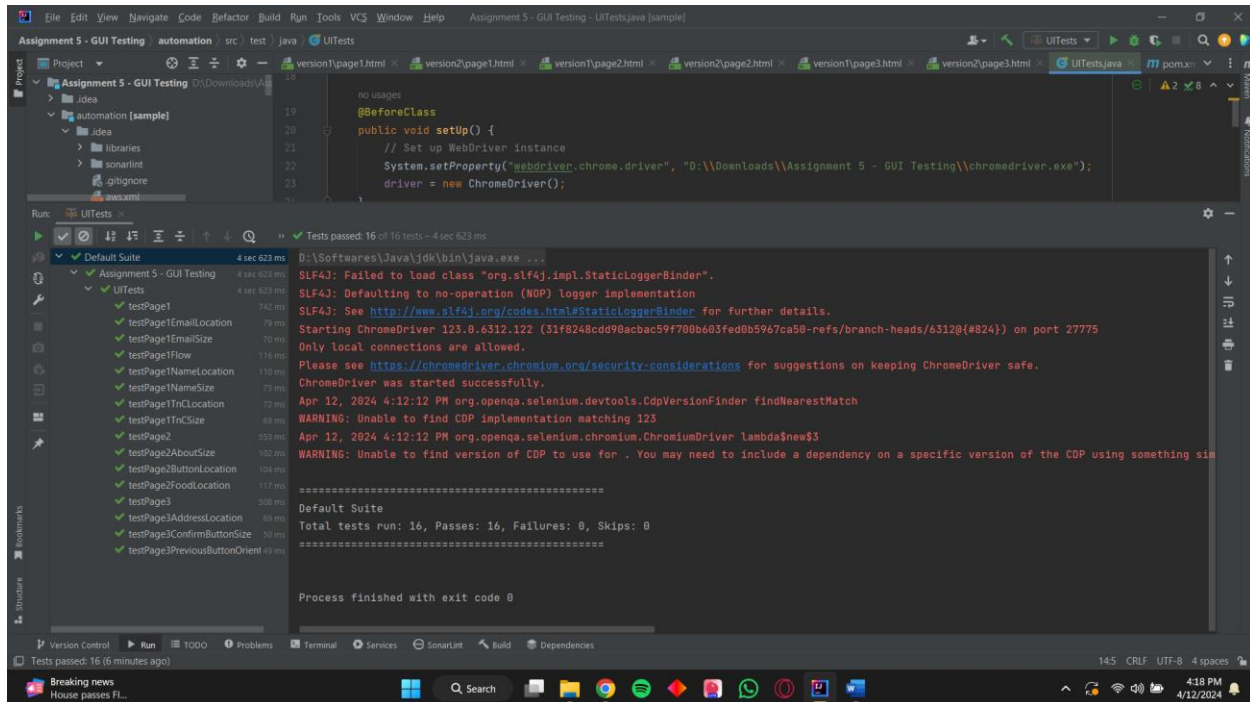 File Edit View Navigate Code Refactor Build Run Tools VCS Window Help Assignment 5 - GUI Testing - UITests.java [sample]
Assignment 5 - GUI Testing automation src test java UITests UITests
Project version1\page1.html version2\page1.html version1\page2.html version2\page2.html version1\page3.html version2\page3.html UITests.java
Assignment 5 - GUI Testing D:\Downloads\Ass
.idea
automation [sample]
.idea
libraries
sonarlint
.gitignore
aws.xml
Maven
Notifications
2 8
18
no usages
19 @BeforeClass
20 public void setUp() {
21 // Set up WebDriver instance
22 System.setProperty("webdriver.chrome.driver", "D:\\Downloads\\Assignment 5 - GUI Testing\\chromedriver.exe");
23 driver = new ChromeDriver();
}
Run: UITests
Tests passed: 16 of 16 tests – 4 sec 623 ms
Default Suite 4 sec 623 ms
Assignment 5 - GUI Testing 4 sec 623 ms
UITests 4 sec 623 ms
testPage1 742 ms
testPage1EmailLocation 79 ms
testPage1EmailSize 70 ms
testPage1Flow 116 ms
testPage1NameLocation 110 ms
testPage1NameSize 75 ms
testPage1TnCLocation 72 ms
testPage1TnCSize 69 ms
testPage2 553 ms
testPage2AboutSize 102 ms
testPage2ButtonLocation 104 ms
testPage2FoodLocation 117 ms
testPage3 508 ms
testPage3AddressLocation 69 ms
testPage3ConfirmButtonSize 50 ms
testPage3PreviousButtonOrient 49 ms
D:\Softwares\Java\jdk\bin\java.exe ...
SLF4J: Failed to load class "org.slf4j.impl.StaticLoggerBinder".
SLF4J: Defaulting to no-operation (NOP) logger implementation
SLF4J: See http://www.slf4j.org/codes.html#StaticLoggerBinder for further details.
Starting ChromeDriver 123.0.6312.122 (31f8248cdd90acbac59f700b603fed0b5967ca50-refs/branch-heads/6312@{#824}) on port 27775
Only local connections are allowed.
Please see https://chromedriver.chromium.org/security-considerations for suggestions on keeping ChromeDriver safe.
ChromeDriver was started successfully.
Apr 12, 2024 4:12:12 PM org.openqa.selenium.devtools.CdpVersionFinder findNearestMatch
WARNING: Unable to find CDP implementation matching 123
Apr 12, 2024 4:12:12 PM org.openqa.selenium.chromium.ChromiumDriver lambda$new$3
WARNING: Unable to find version of CDP to use for . You may need to include a dependency on a specific version of the CDP using something sim
===============================================
Default Suite
Total tests run: 16, Passes: 16, Failures: 0, Skips: 0
===============================================
Process finished with exit code 0
Bookmarks
Structure
Version Control Run TODO Problems Terminal Services SonarLint Build Dependencies
Tests passed: 16 (6 minutes ago) 14:5 CRLF UTF-8 4 spaces
Breaking news
House passes FI...
Search
4:18 PM
4/12/2024